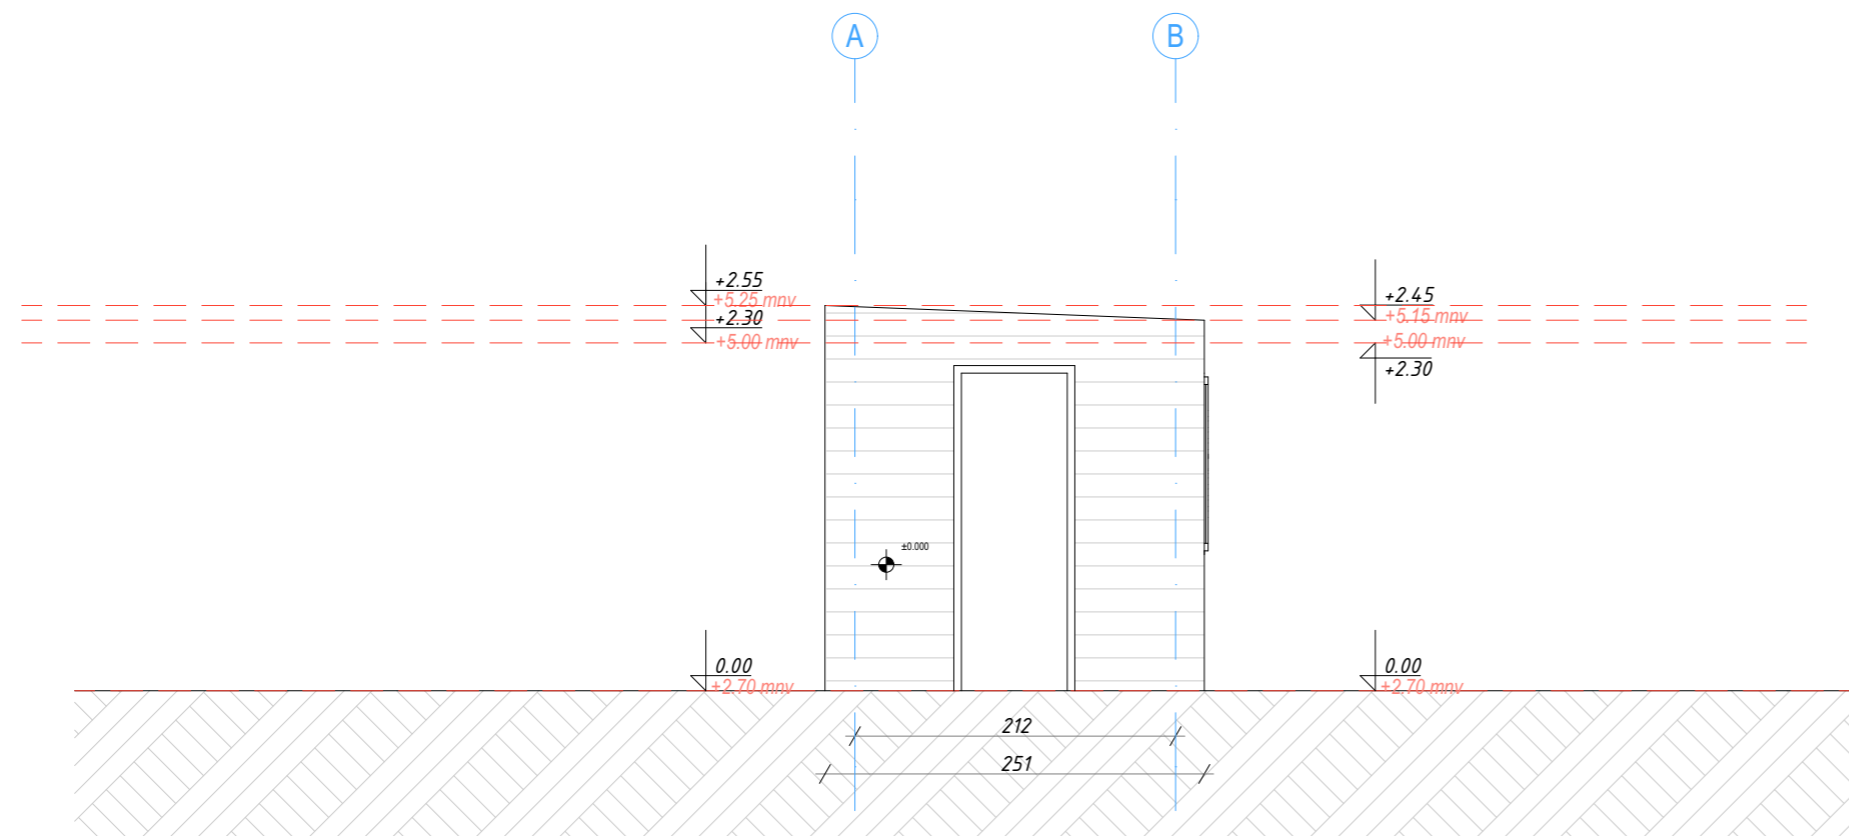 A B
+2.55
+5.25 mnv
+2.30
+5.00 mnv
+2.45
+5.15 mnv
+5.00 mnv
+2.30
±0.000
0.00
+2.70 mnv
0.00
+2.70 mnv
212
251